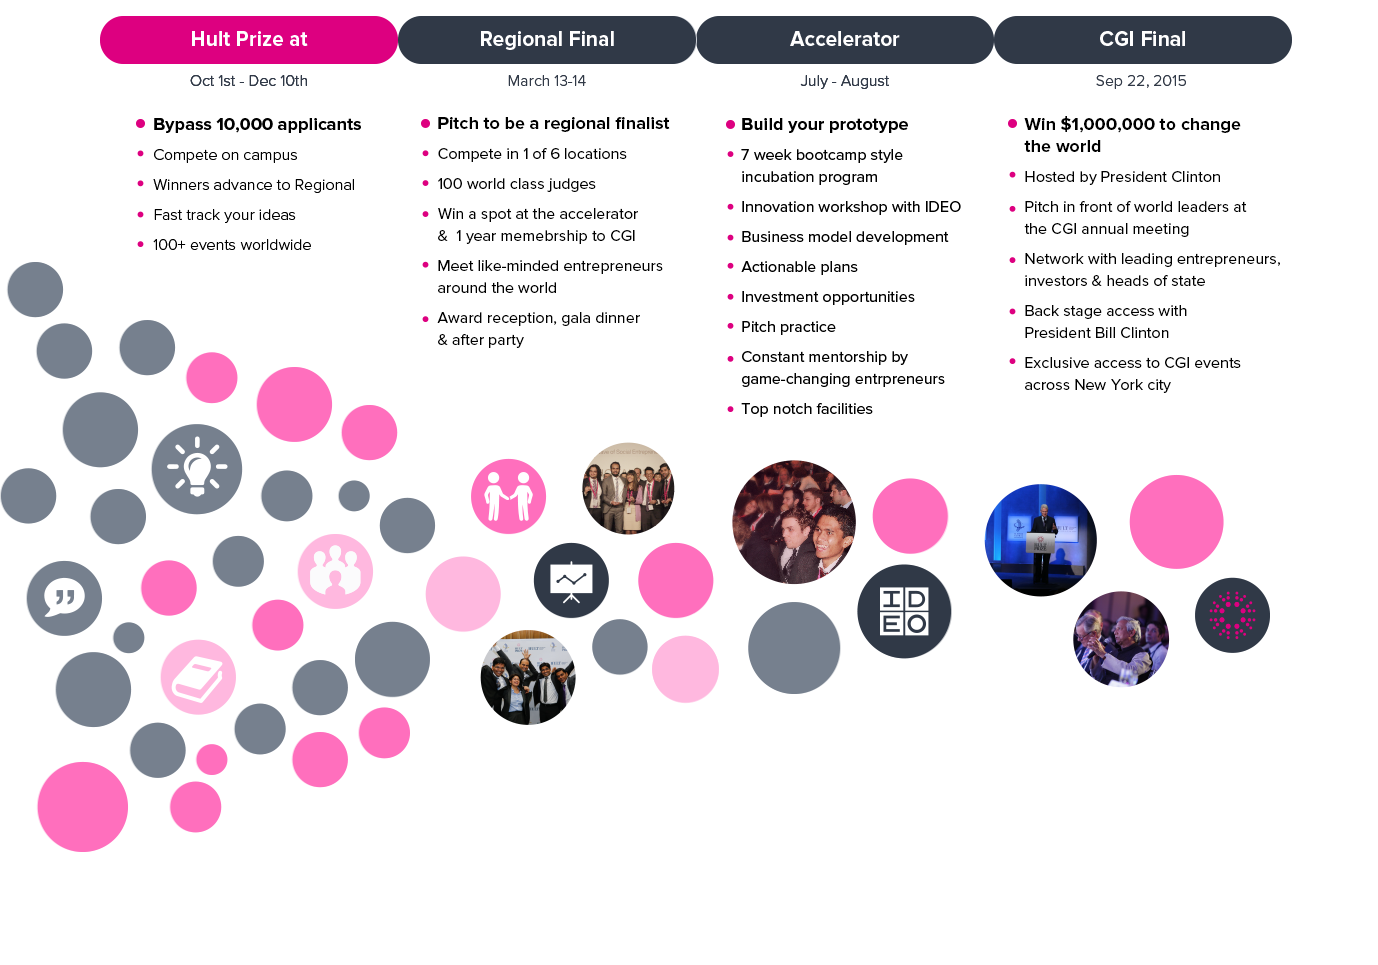 Hult Prize at
Oct 1st - Dec 10th
Bypass 10,000 applicants
Compete on campus
Winners advance to Regional
Fast track your ideas
100+ events worldwide
Regional Final
March 13-14
Pitch to be a regional finalist
Compete in 1 of 6 locations
100 world class judges
Win a spot at the accelerator
& 1 year memebrship to CGI
Meet like-minded entrepreneurs
around the world
Award reception, gala dinner
& after party
Accelerator
July - August
Build your prototype
7 week bootcamp style
incubation program
Innovation workshop with IDEO
Business model development
Actionable plans
Investment opportunities
Pitch practice
Constant mentorship by
game-changing entrpreneurs
Top notch facilities
CGI Final
Sep 22, 2015
Win $1,000,000 to change
the world
Hosted by President Clinton
Pitch in front of world leaders at
the CGI annual meeting
Network with leading entrepreneurs,
investors & heads of state
Back stage access with
President Bill Clinton
Exclusive access to CGI events
across New York city
ID
EO